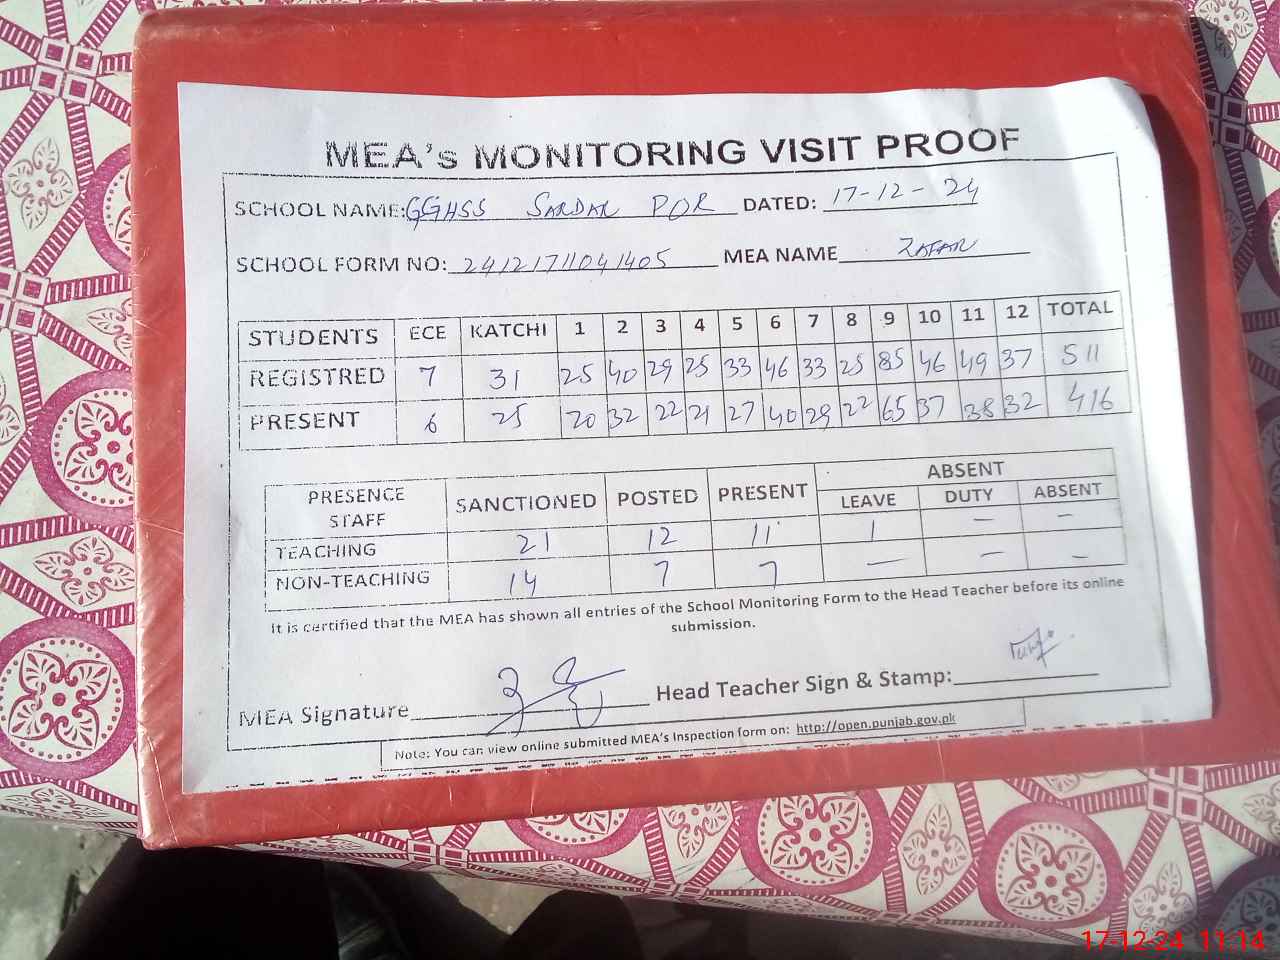 MEA's MONITORING VISIT PROOF
SCHOOL NAME: GGHSS SARDAR POR DATED: 17-12-24
SCHOOL FORM NO: 24121711041405 MEA NAME ZAFAR
STUDENTS ECE KATCHI 1 2 3 4 5 6 7 8 9 10 11 12 TOTAL
REGISTRED 7 31 25 40 29 25 33 46 33 25 85 46 49 37 511
PRESENT 6 25 20 32 22 21 27 40 29 22 65 37 38 32 416
PRESENCE STAFF SANCTIONED POSTED PRESENT ABSENT
LEAVE DUTY ABSENT
TEACHING 21 12 11 1 — —
NON-TEACHING 14 7 7 — — —
It is certified that the MEA has shown all entries of the School Monitoring Form to the Head Teacher before its online
submission.
MEA Signature Head Teacher Sign & Stamp:
Note: You can view online submitted MEA's Inspection form on: http://open.punjab.gov.pk
17-12-24 11:14